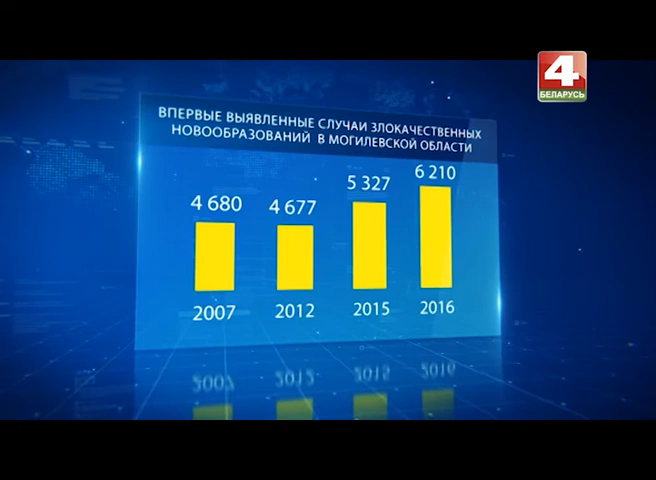 4
БЕЛАРУСЬ
ВПЕРВЫЕ ВЫЯВЛЕННЫЕ СЛУЧАИ ЗЛОКАЧЕСТВЕННЫХ
НОВООБРАЗОВАНИЙ В МОГИЛЕВСКОЙ ОБЛАСТИ
4 680 4 677 5 327 6 210
2007 2012 2015 2016